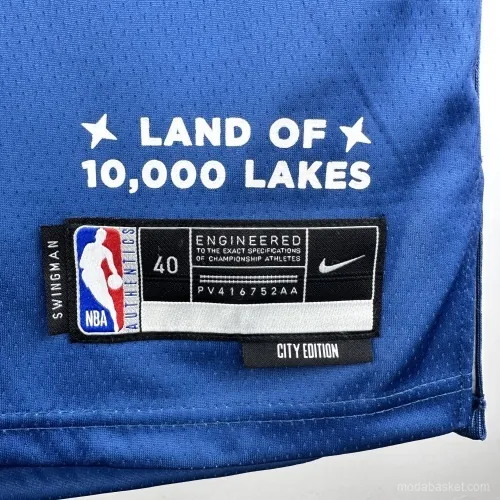 LAND OF
10,000 LAKES
SWINGMAN
NBA
AUTHENTICS
40
ENGINEERED
TO THE EXACT SPECIFICATIONS
OF CHAMPIONSHIP ATHLETES
PV416752AA
CITY EDITION
modabasket.com